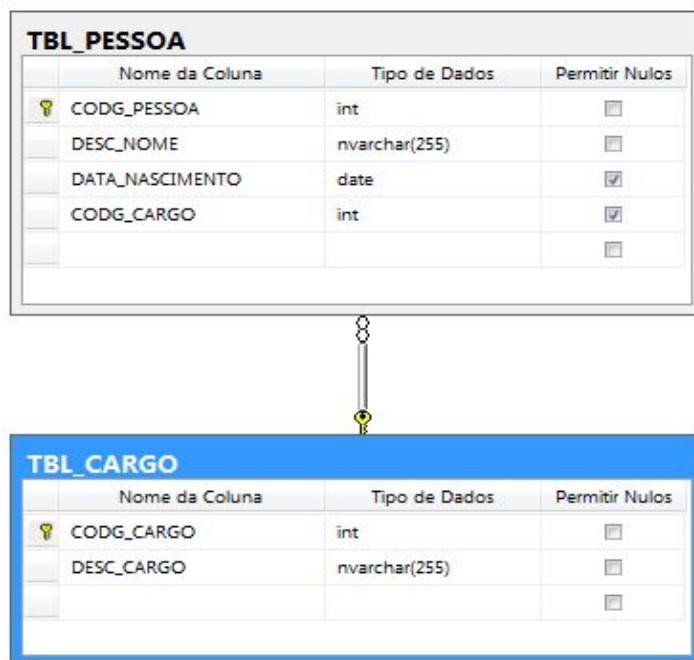 TBL_PESSOA
Nome da Coluna Tipo de Dados Permitir Nulos
CODG_PESSOA int
DESC_NOME nvarchar(255)
DATA_NASCIMENTO date
CODG_CARGO int
TBL_CARGO
Nome da Coluna Tipo de Dados Permitir Nulos
CODG_CARGO int
DESC_CARGO nvarchar(255)